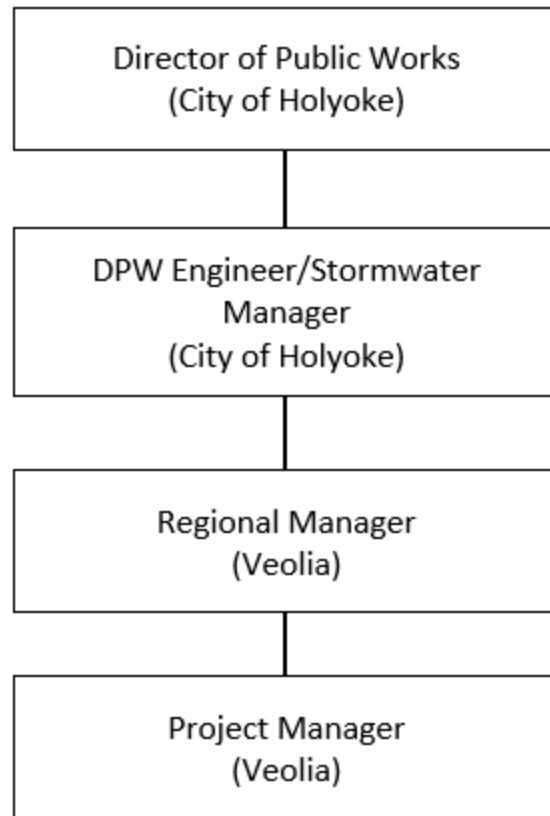 Director of Public Works
(City of Holyoke)
DPW Engineer/Stormwater
Manager
(City of Holyoke)
Regional Manager
(Veolia)
Project Manager
(Veolia)